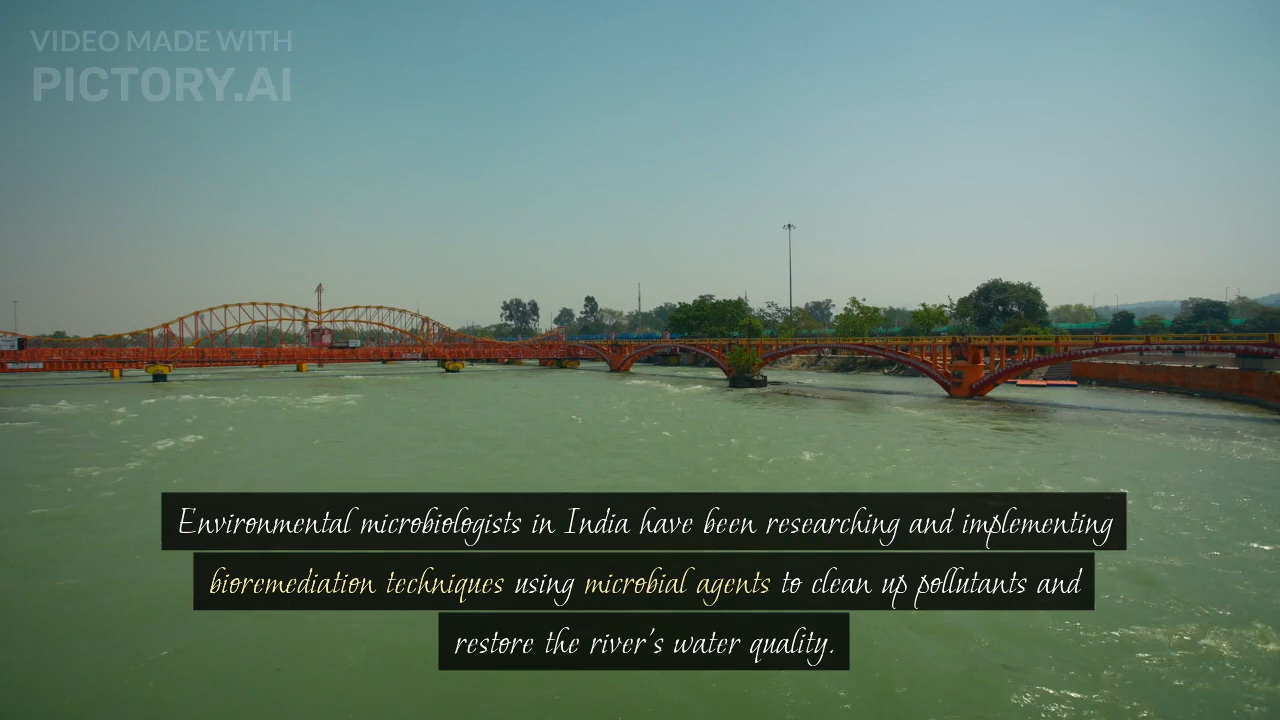 VIDEO MADE WITH
PICTORY.AI
Environmental microbiologists in India have been researching and implementing
bioremediation techniques using microbial agents to clean up pollutants and
restore the river's water quality.